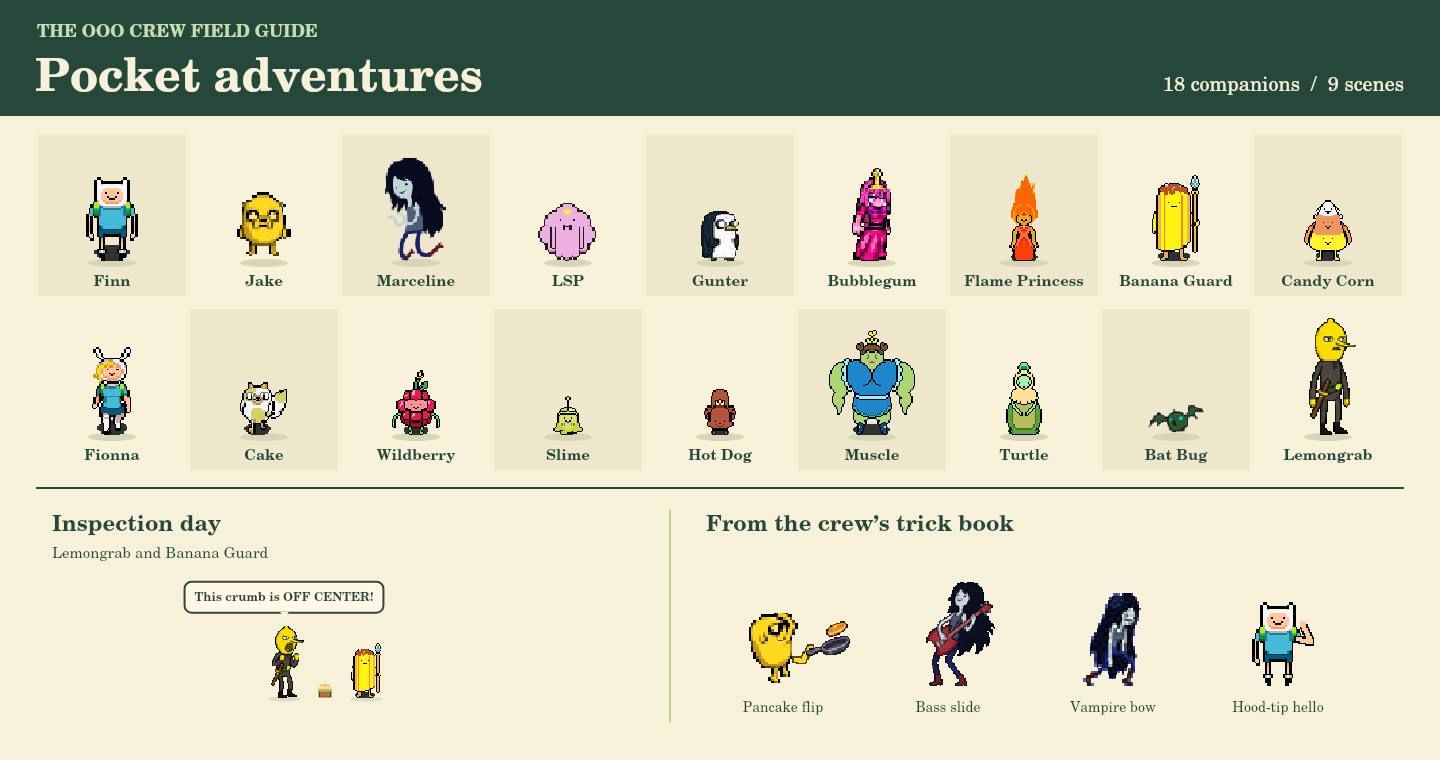 THE OOO CREW FIELD GUIDE
Pocket adventures
18 companions / 9 scenes
Finn
Jake
Marceline
LSP
Gunter
Bubblegum
Flame Princess
Banana Guard
Candy Corn
Fionna
Cake
Wildberry
Slime
Hot Dog
Muscle
Turtle
Bat Bug
Lemongrab
Inspection day
Lemongrab and Banana Guard
This crumb is OFF CENTER!
From the crew’s trick book
Pancake flip
Bass slide
Vampire bow
Hood-tip hello